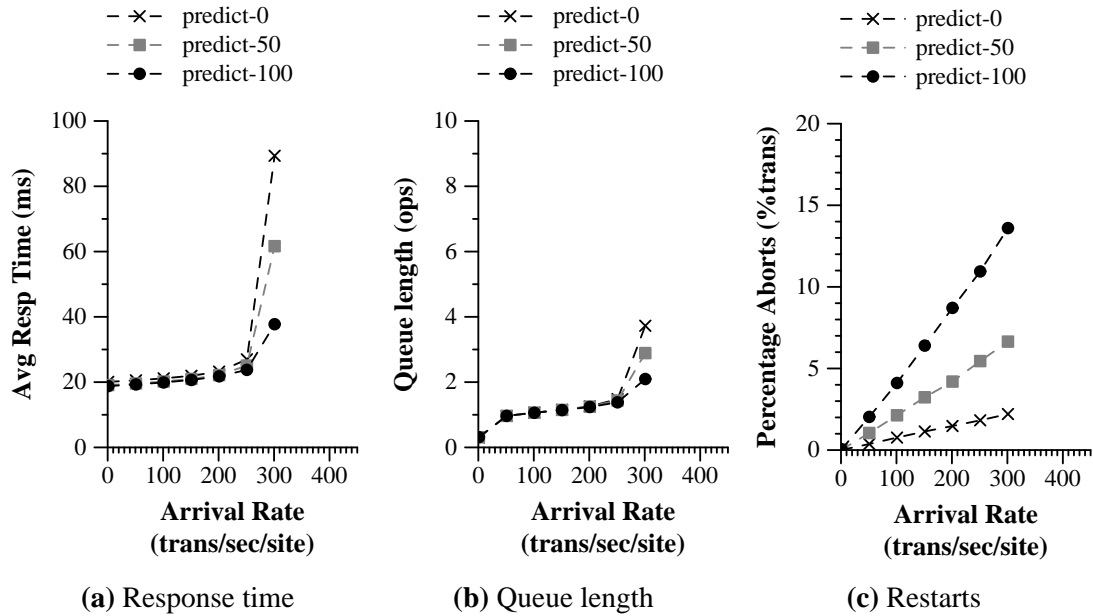 predict-0
predict-50
predict-100
100
80
60
40
20
0
Avg Resp Time (ms)
0 100 200 300 400
Arrival Rate
(trans/sec/site)
(a) Response time
predict-0
predict-50
predict-100
10
8
6
4
2
0
Queue length (ops)
0 100 200 300 400
Arrival Rate
(trans/sec/site)
(b) Queue length
predict-0
predict-50
predict-100
20
15
10
5
0
Percentage Aborts (%trans)
0 100 200 300 400
Arrival Rate
(trans/sec/site)
(c) Restarts